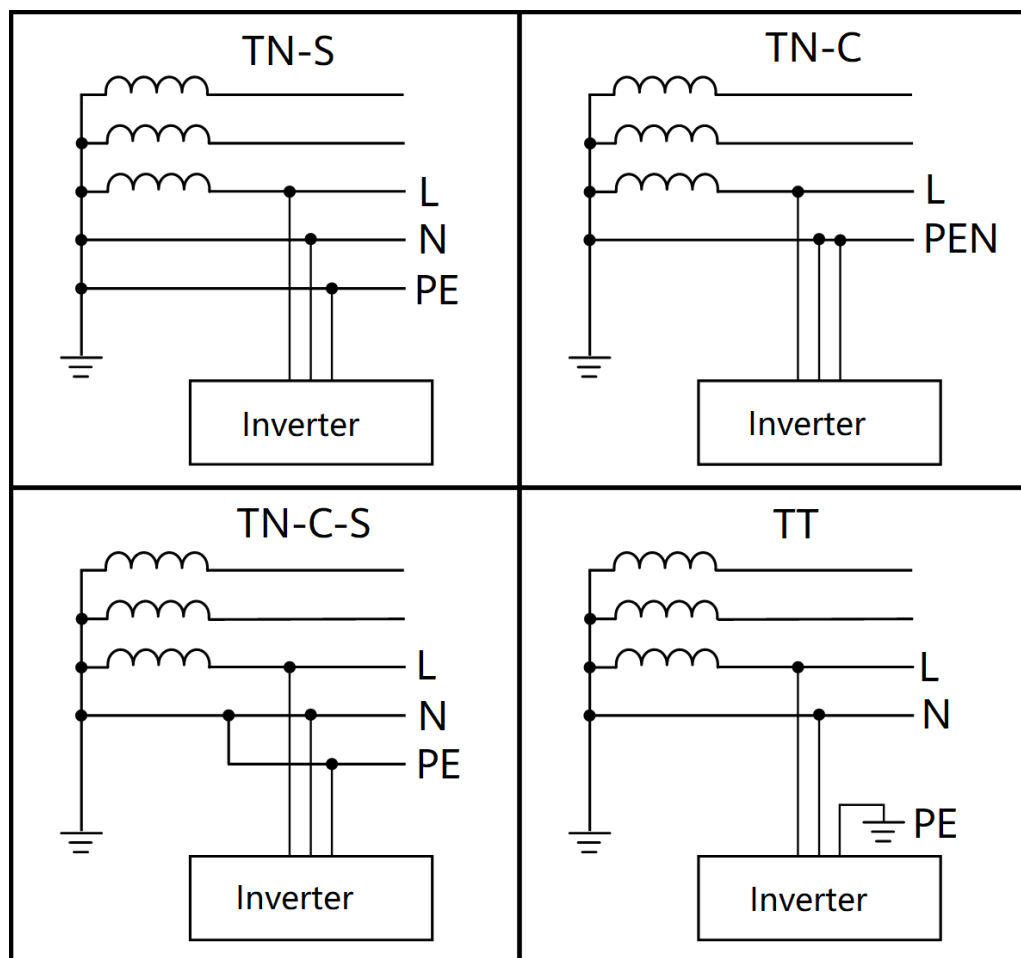 TN-S
L
N
PE
Inverter
TN-C
L
PEN
Inverter
TN-C-S
L
N
PE
Inverter
TT
L
N
PE
Inverter